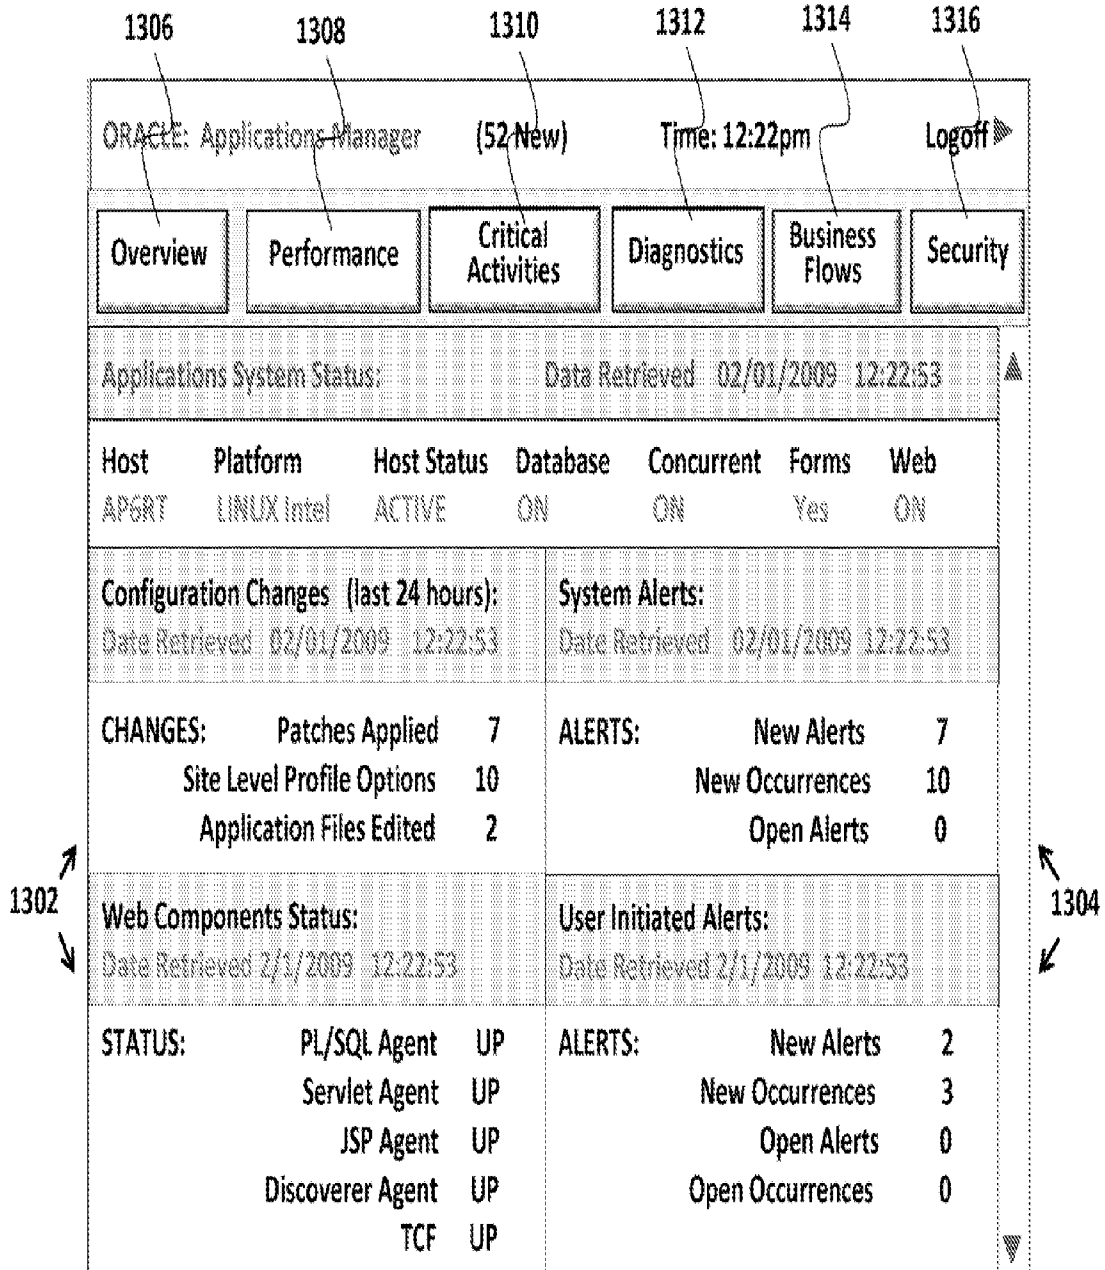 1306 1308 1310 1312 1314 1316
ORACLE: Applications Manager (52 New) Time: 12:22pm Logoff
Overview Performance Critical Activities Diagnostics Business Flows Security
Applications System Status: Data Retrieved 02/01/2009 12:22:53
Host Platform Host Status Database Concurrent Forms Web
AP6RT LINUX Intel ACTIVE ON ON Yes ON
Configuration Changes (last 24 hours): System Alerts:
Date Retrieved 02/01/2009 12:22:53 Date Retrieved 02/01/2009 12:22:53
CHANGES: Patches Applied 7 ALERTS: New Alerts 7
Site Level Profile Options 10 New Occurrences 10
Application Files Edited 2 Open Alerts 0
1302 1304
Web Components Status: User Initiated Alerts:
Date Retrieved 2/1/2009 12:22:53 Date Retrieved 2/1/2009 12:22:53
STATUS: PL/SQL Agent UP ALERTS: New Alerts 2
Servlet Agent UP New Occurrences 3
JSP Agent UP Open Alerts 0
Discoverer Agent UP Open Occurrences 0
TCF UP